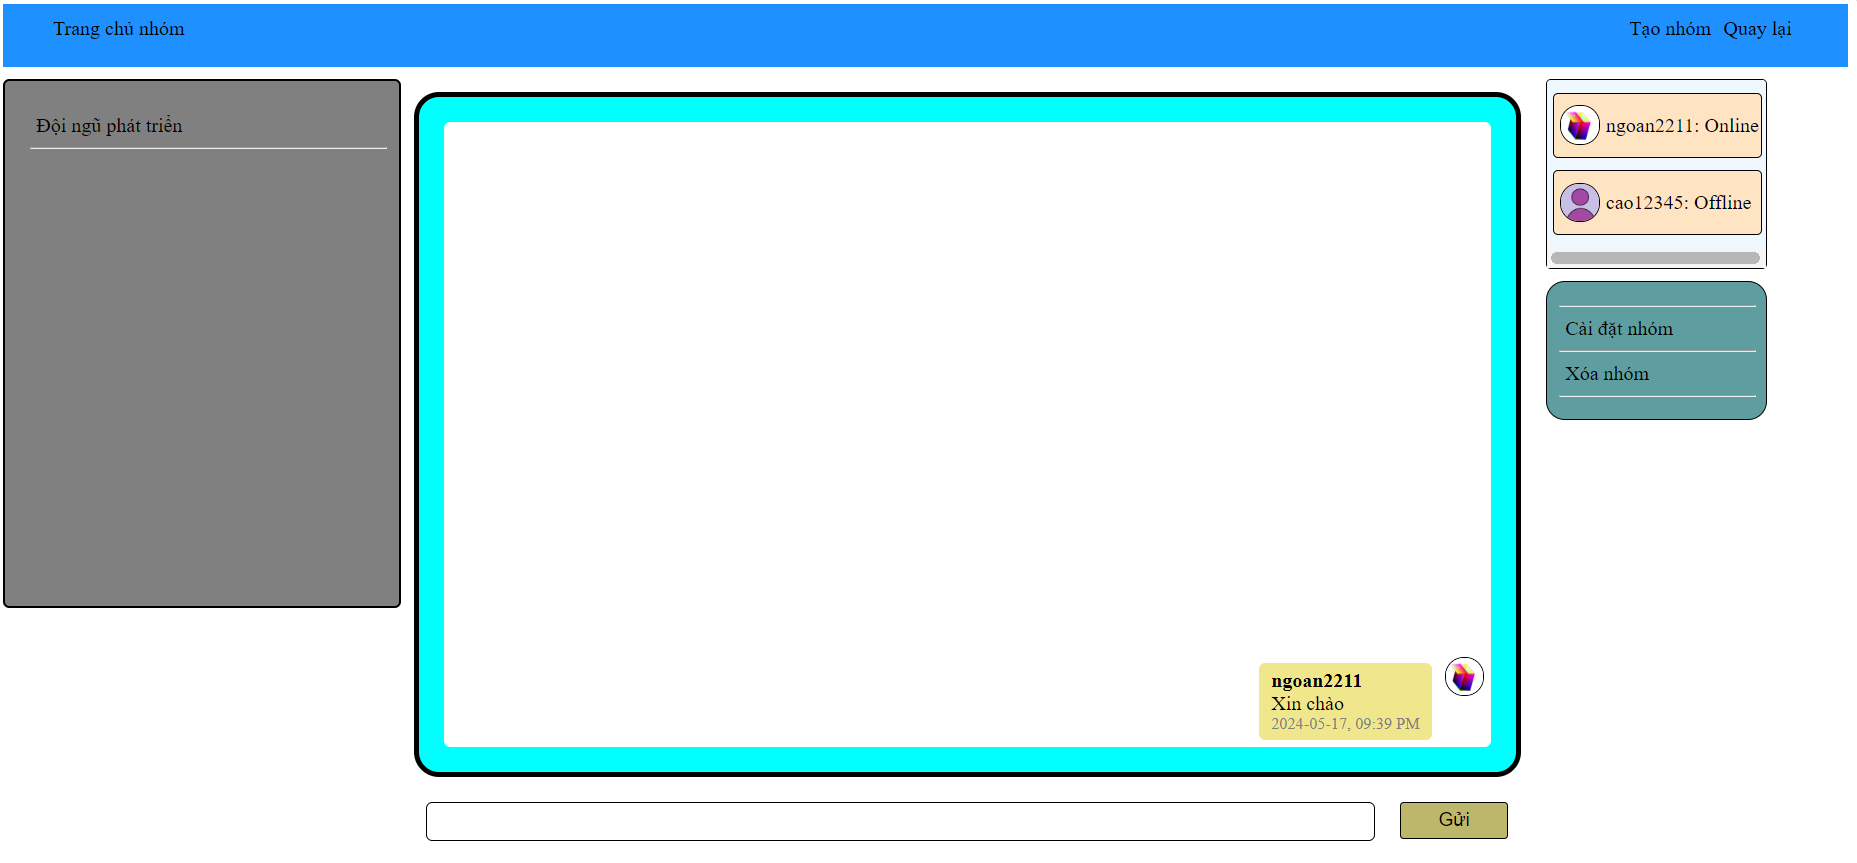 Trang chủ nhóm
Tạo nhóm Quay lại
Đội ngũ phát triển
ngoan2211
Xin chào
2024-05-17, 09:39 PM
Gửi
ngoan2211: Online
cao12345: Offline
Cài đặt nhóm
Xóa nhóm